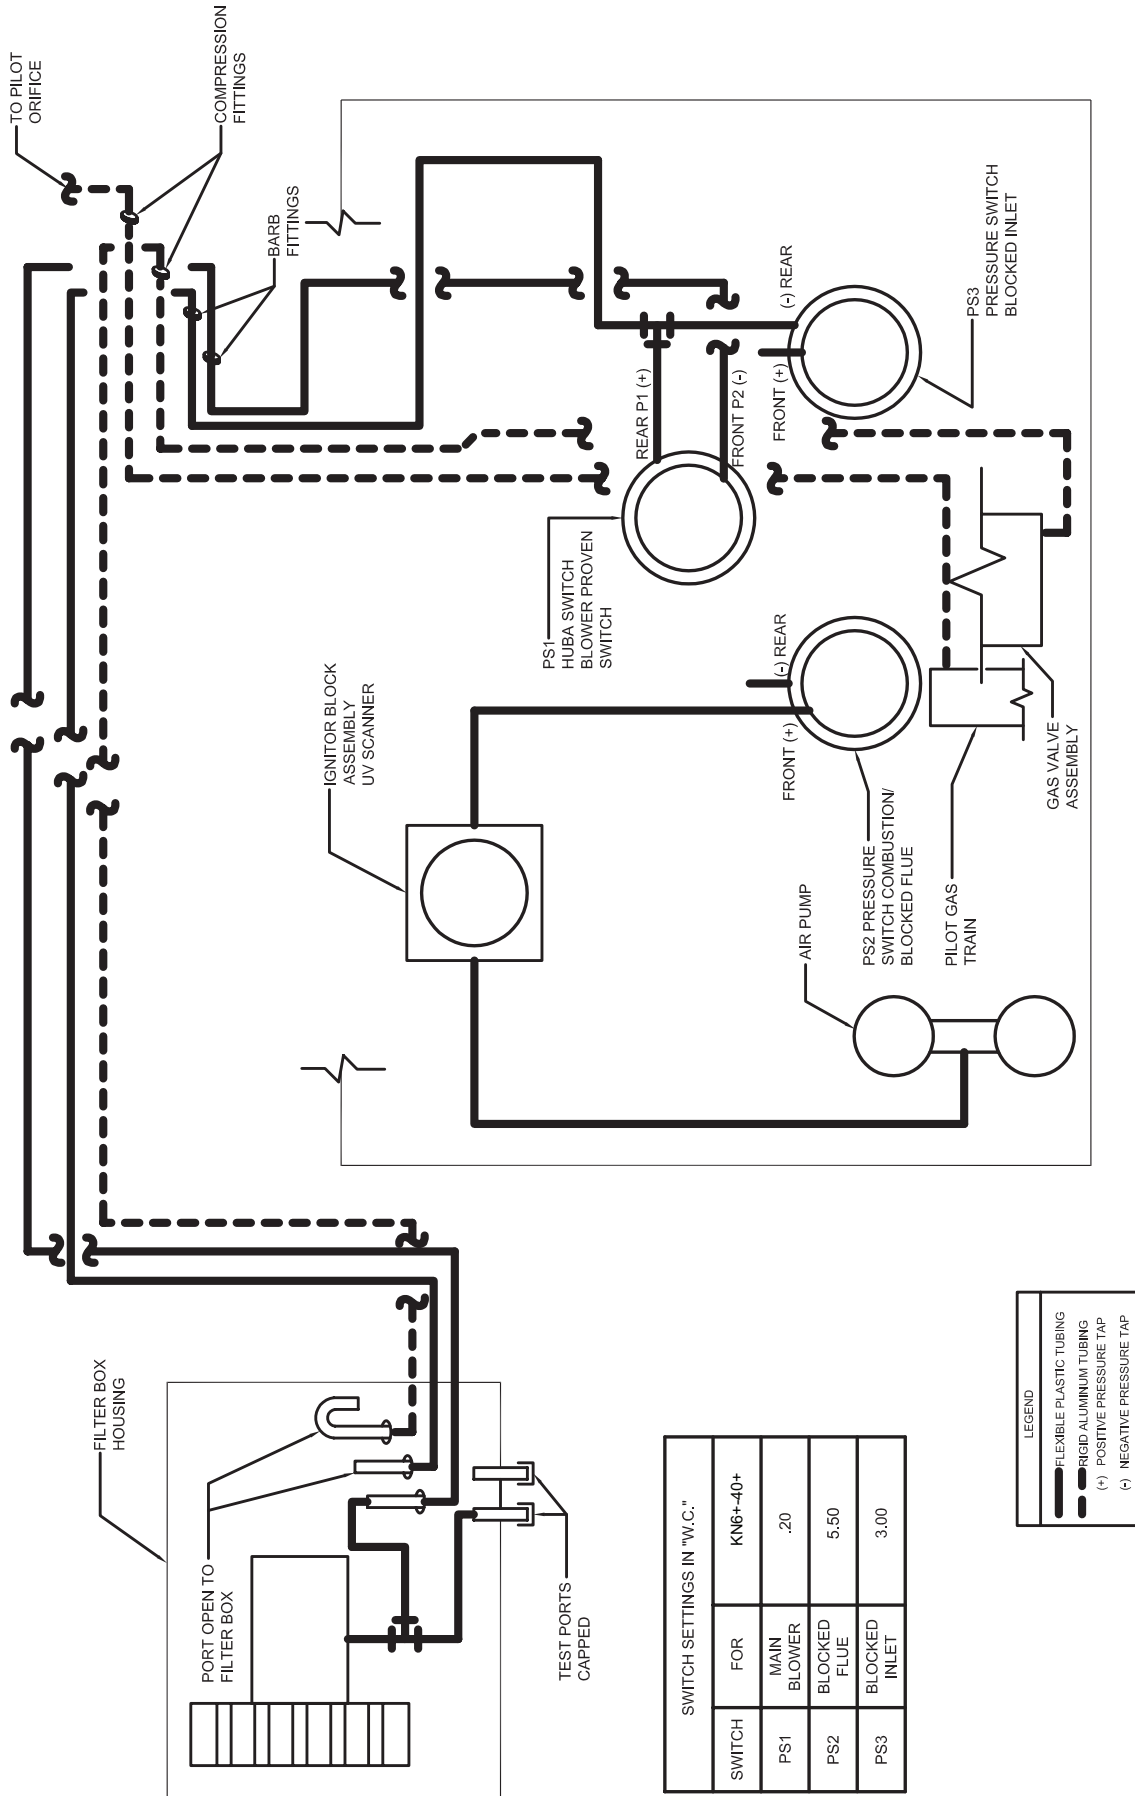 TO PILOT
ORIFICE
COMPRESSION
FITTINGS
BARB
FITTINGS
(-) REAR
PS3
PRESSURE SWITCH
BLOCKED INLET
FRONT (+)
REAR P1 (+)
FRONT P2 (-)
PS1
HUBA SWITCH
BLOWER PROVEN
SWITCH
IGNITOR BLOCK
ASSEMBLY
UV SCANNER
(-) REAR
FRONT (+)
GAS VALVE
ASSEMBLY
PS2 PRESSURE
SWITCH COMBUSTION/
BLOCKED FLUE
PILOT GAS
TRAIN
AIR PUMP
FILTER BOX
HOUSING
PORT OPEN TO
FILTER BOX
TEST PORTS
CAPPED
SWITCH SETTINGS IN "W.C."
SWITCH FOR KN6+-40+
PS1 MAIN BLOWER .20
PS2 BLOCKED FLUE 5.50
PS3 BLOCKED INLET 3.00
LEGEND
FLEXIBLE PLASTIC TUBING
RIGID ALUMINUM TUBING
(+) POSITIVE PRESSURE TAP
(-) NEGATIVE PRESSURE TAP